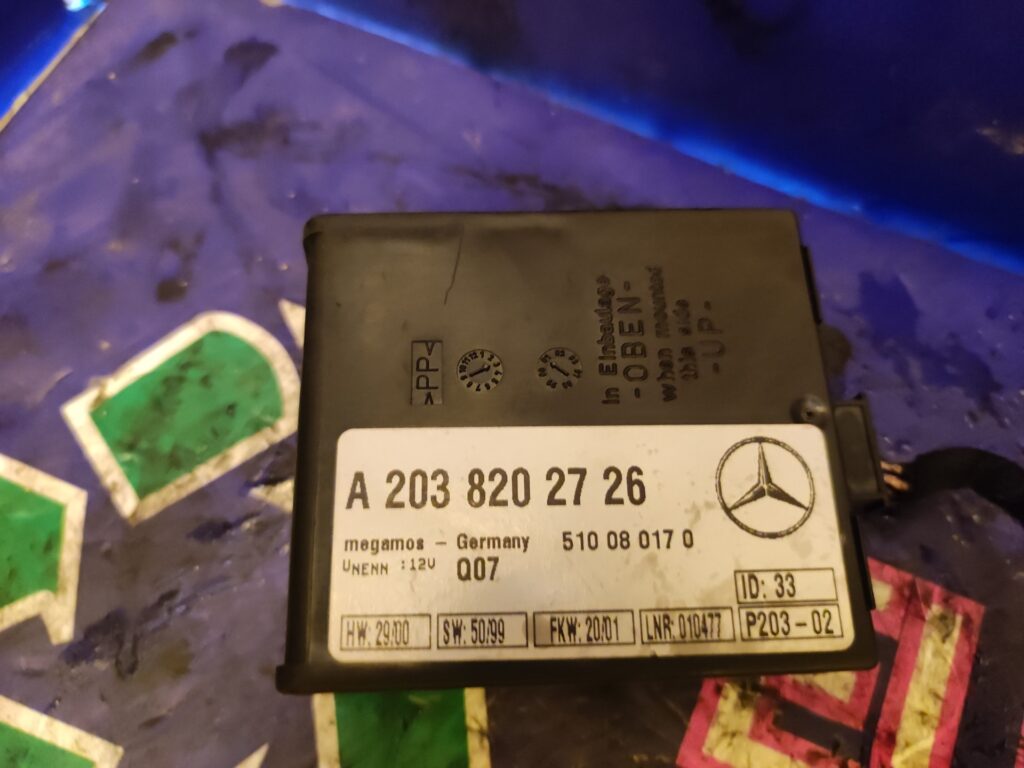 >PP<
In Einbaulage
- OBEN -
When mounted
this side
- UP -
A 203 820 27 26
megamos - Germany 510 08 017 0
UNENN :12V Q07
ID: 33
HW: 29/00 SW: 50/99 FKW: 20/01 LNR: 010477 P203-02